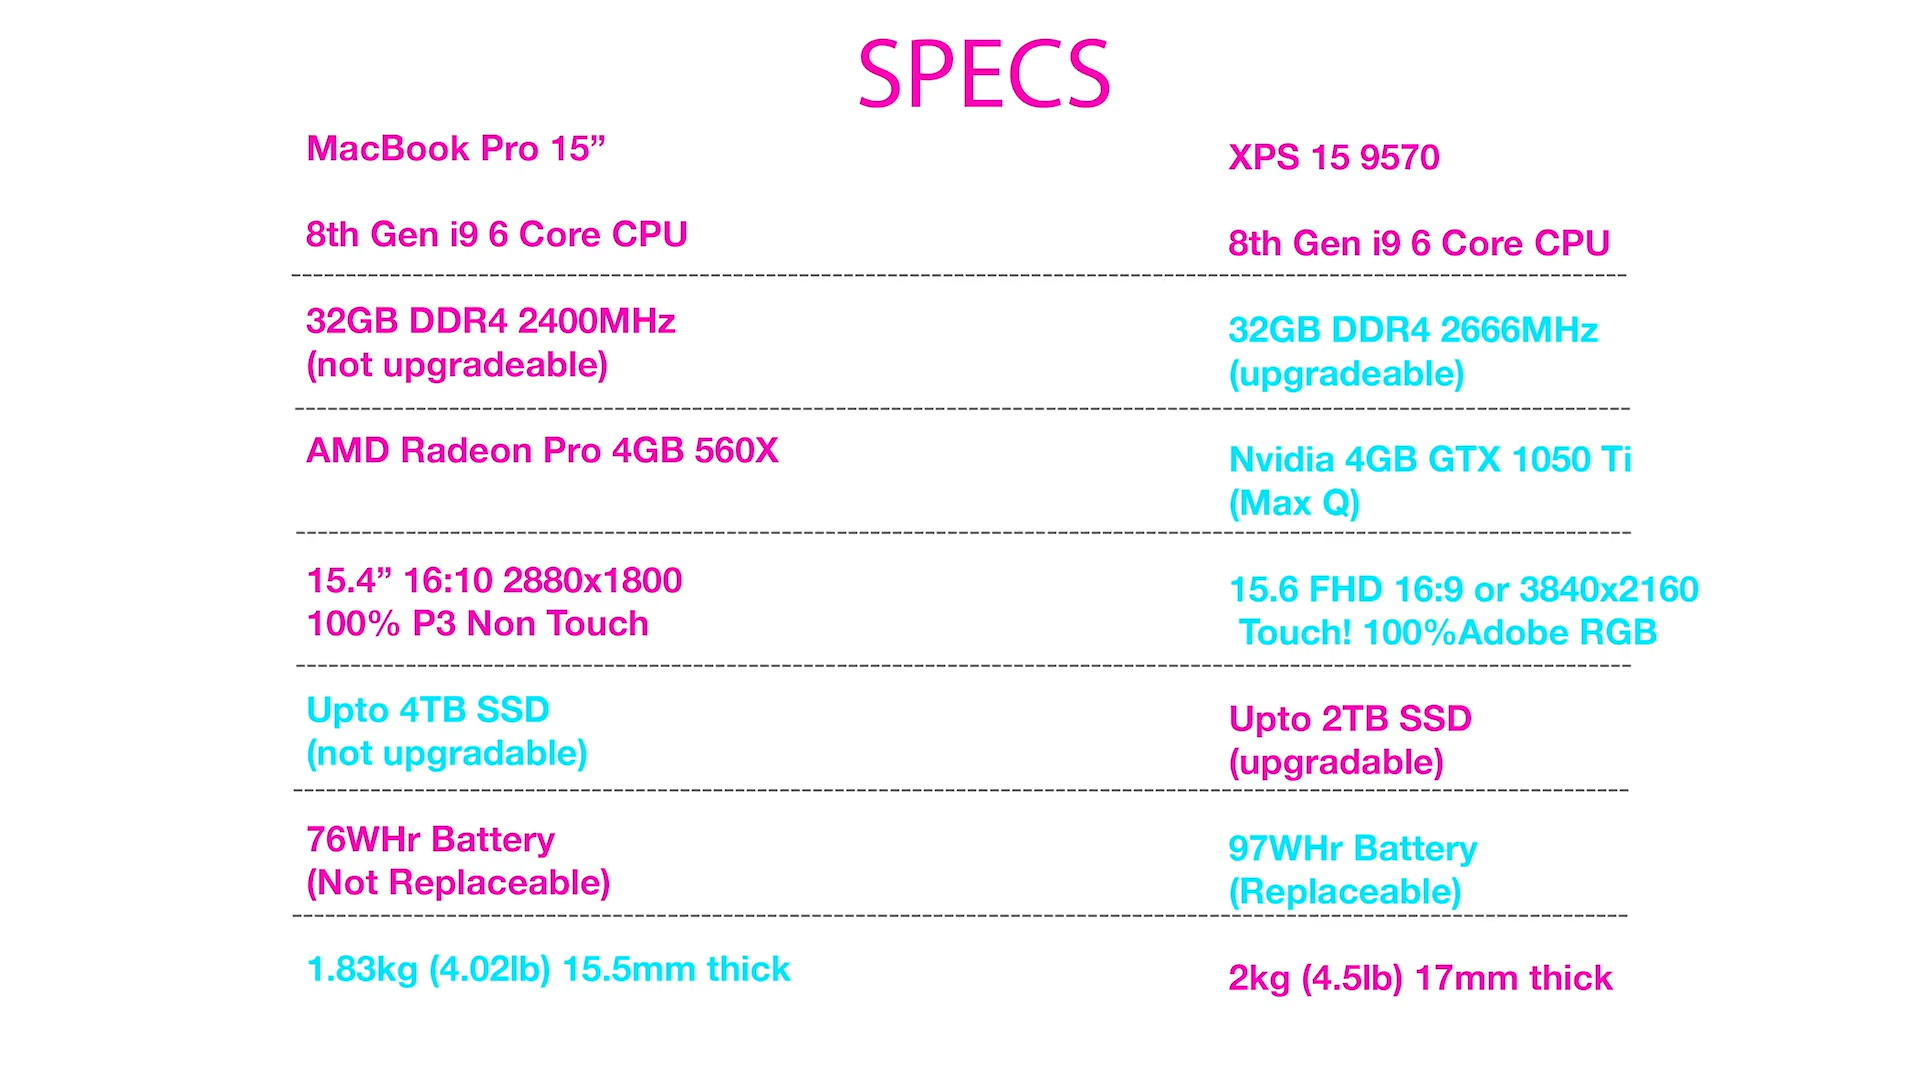 SPECS
MacBook Pro 15”
XPS 15 9570
8th Gen i9 6 Core CPU
8th Gen i9 6 Core CPU
32GB DDR4 2400MHz
(not upgradeable)
32GB DDR4 2666MHz
(upgradeable)
AMD Radeon Pro 4GB 560X
Nvidia 4GB GTX 1050 Ti
(Max Q)
15.4” 16:10 2880x1800
100% P3 Non Touch
15.6 FHD 16:9 or 3840x2160
Touch! 100%Adobe RGB
Upto 4TB SSD
(not upgradable)
Upto 2TB SSD
(upgradable)
76WHr Battery
(Not Replaceable)
97WHr Battery
(Replaceable)
1.83kg (4.02lb) 15.5mm thick
2kg (4.5lb) 17mm thick